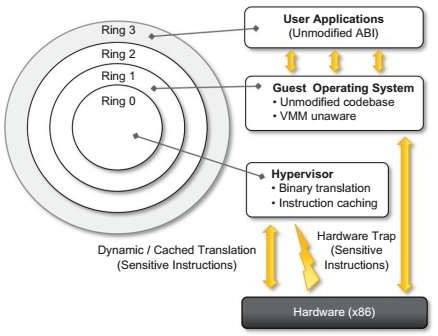 Ring 3
Ring 2
Ring 1
Ring 0
User Applications
(Unmodified ABI)
Guest Operating System
• Unmodified codebase
• VMM unaware
Hypervisor
• Binary translation
• Instruction caching
Dynamic / Cached Translation
(Sensitive Instructions)
Hardware Trap
(Sensitive
Instructions)
Hardware (x86)